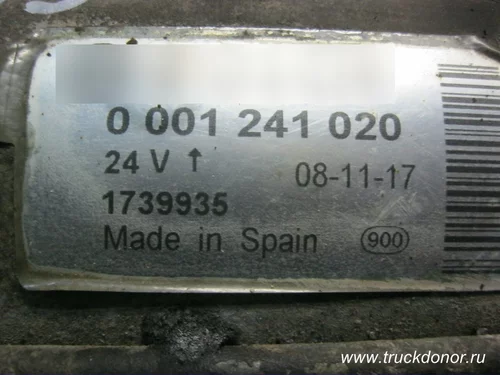 0 001 241 020
24 V ↑ 08-11-17
1739935
Made in Spain 900
www.truckdonor.ru